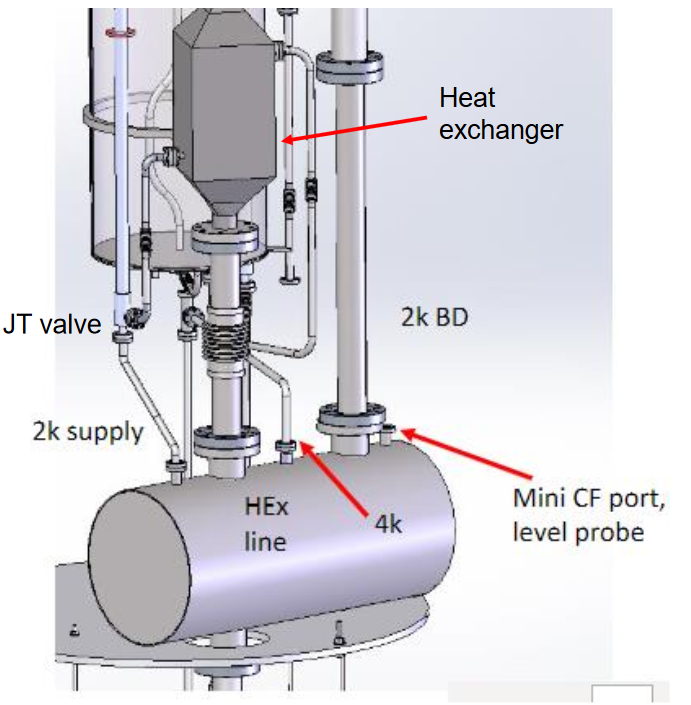 Heat
exchanger
JT valve
2k BD
2k supply
HEx
line
4k
Mini CF port,
level probe